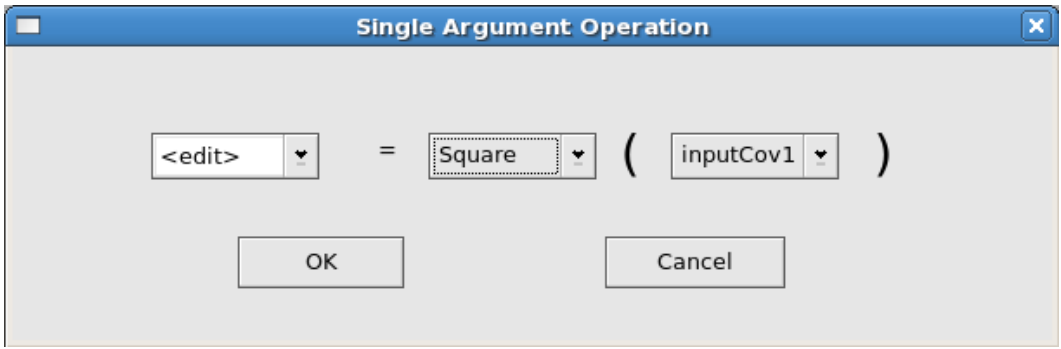 Single Argument Operation
<edit> = Square ( inputCov1 )
OK Cancel